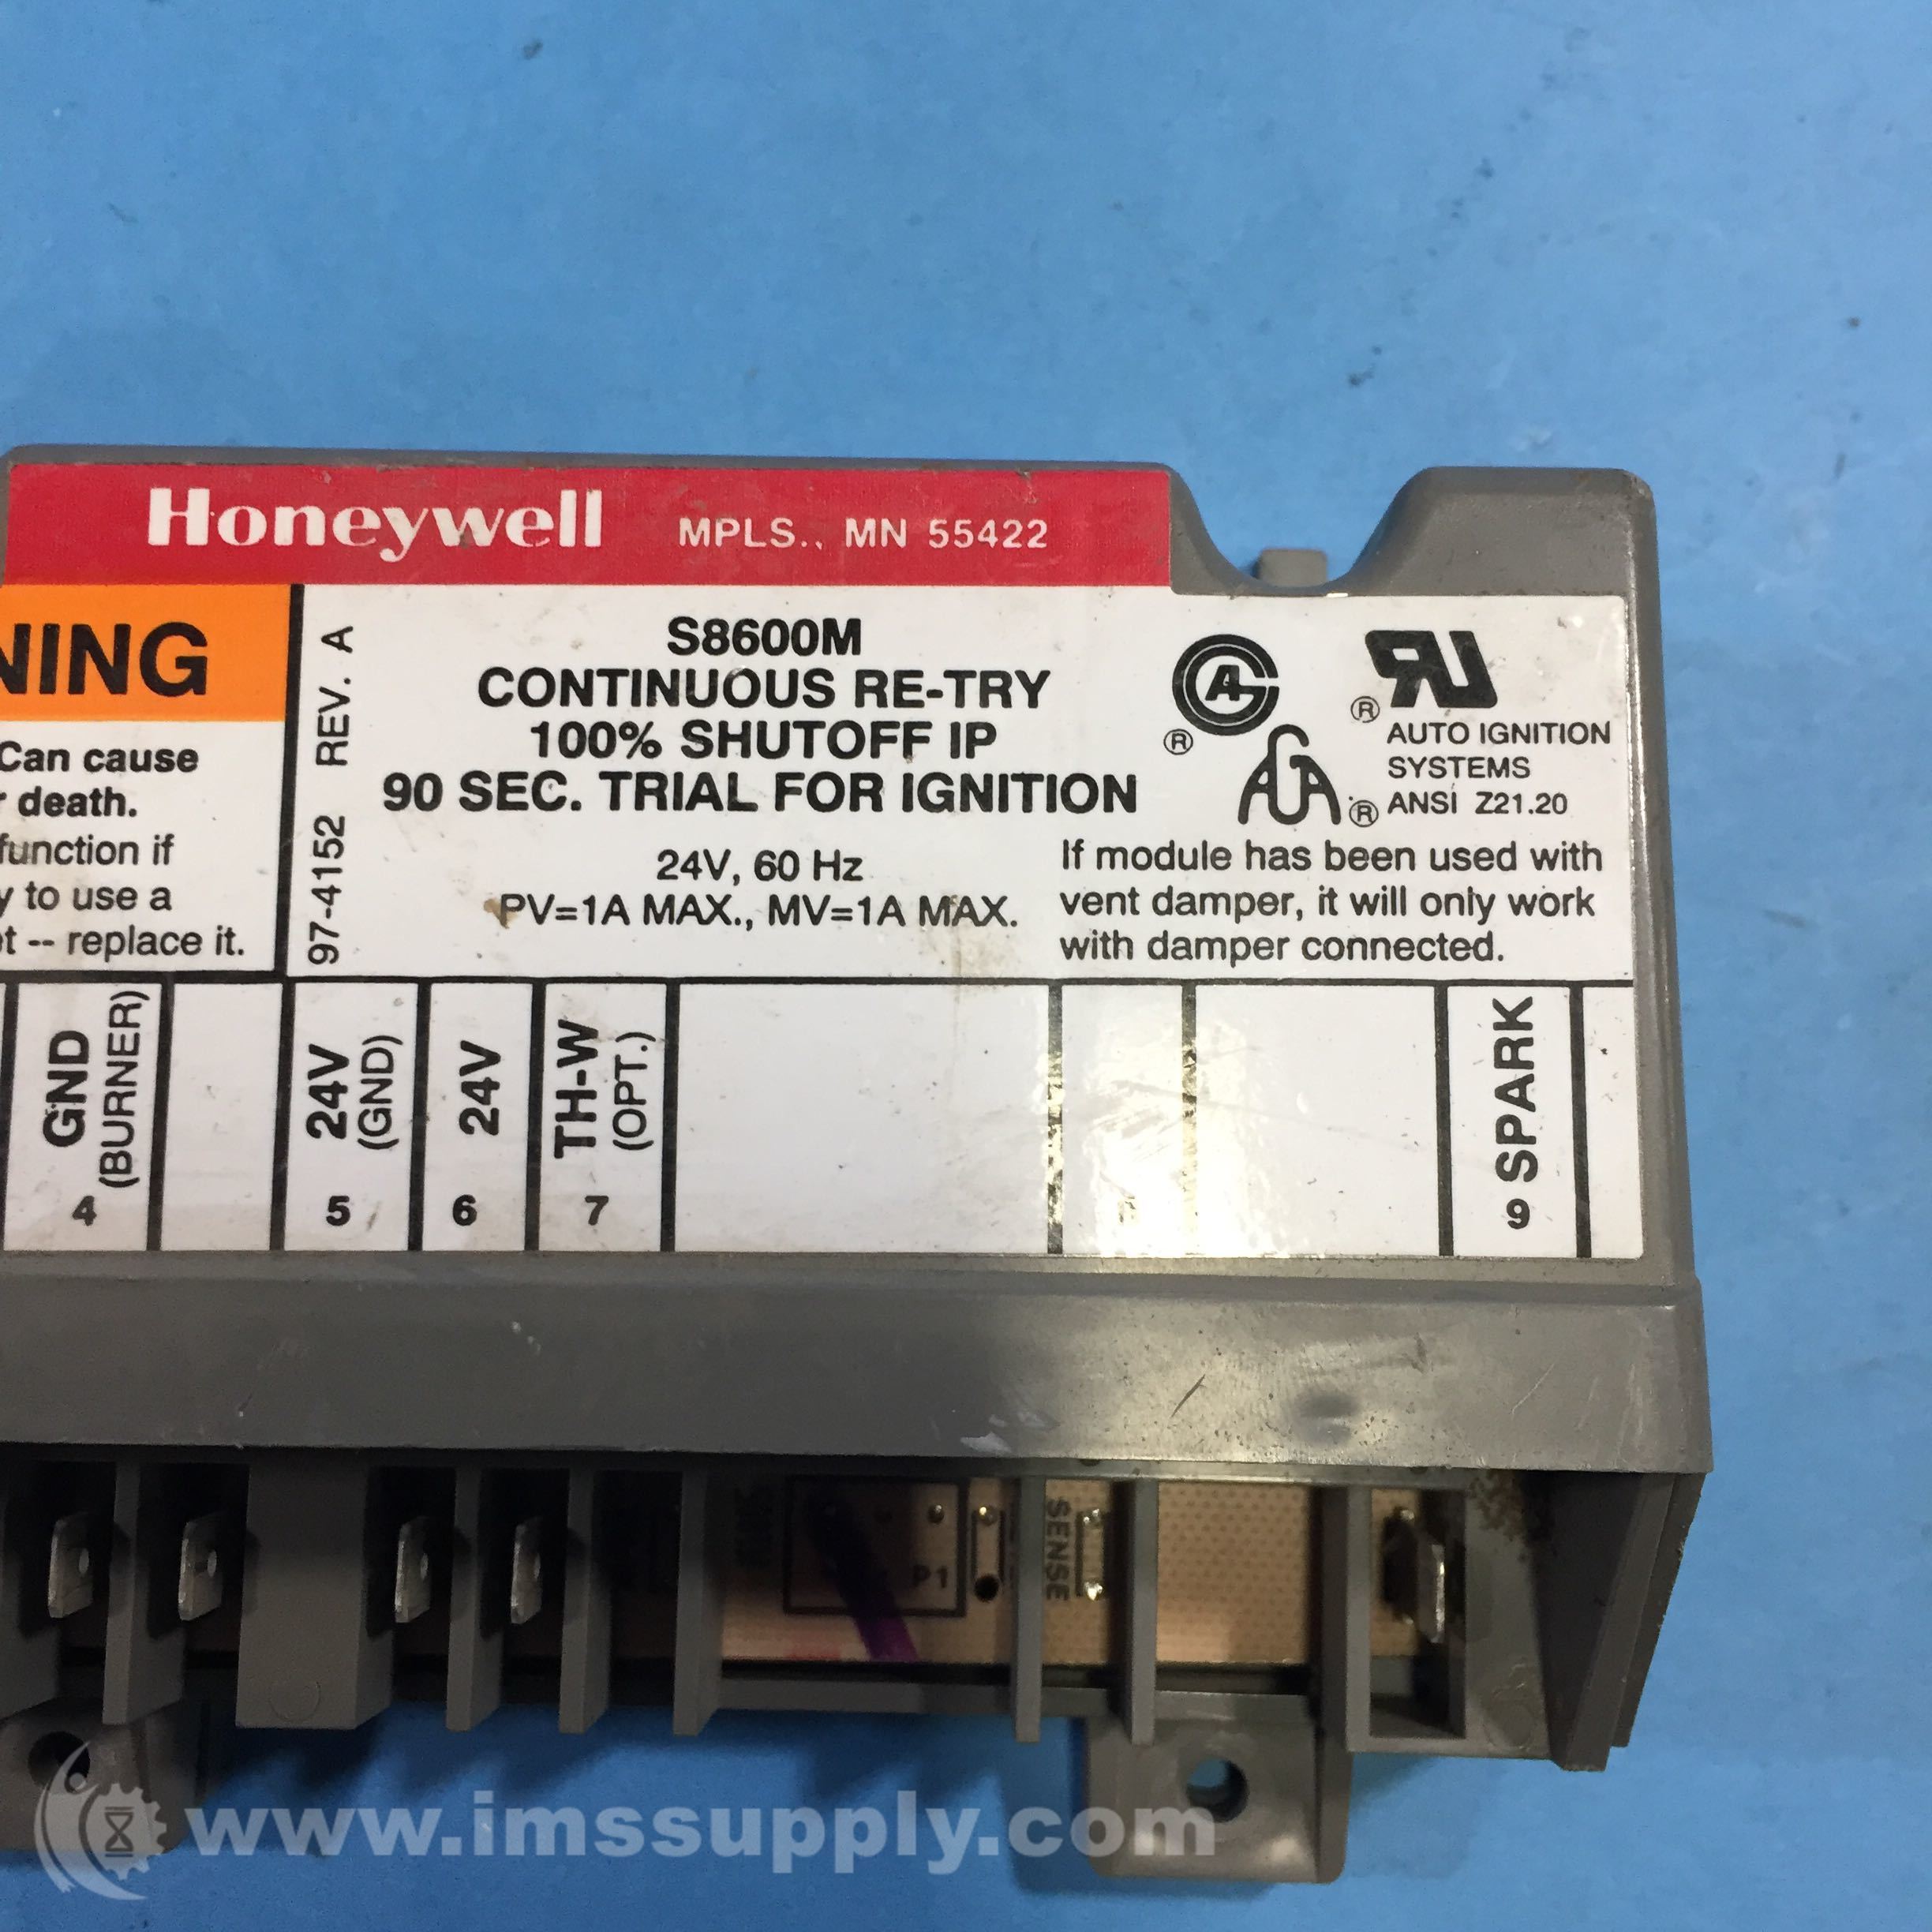 Honeywell MPLS., MN 55422
NING
Can cause
r death.
function if
y to use a
t -- replace it.
97-4152 REV. A
S8600M
CONTINUOUS RE-TRY
100% SHUTOFF IP
90 SEC. TRIAL FOR IGNITION
24V, 60 Hz
PV=1A MAX., MV=1A MAX.
®
®
AUTO IGNITION
SYSTEMS
AGA ® ANSI Z21.20
If module has been used with
vent damper, it will only work
with damper connected.
GND
(BURNER)
4
24V
(GND)
5
24V
6
TH-W
(OPT.)
7
SPARK
9
P1
SENSE
www.imssupply.com